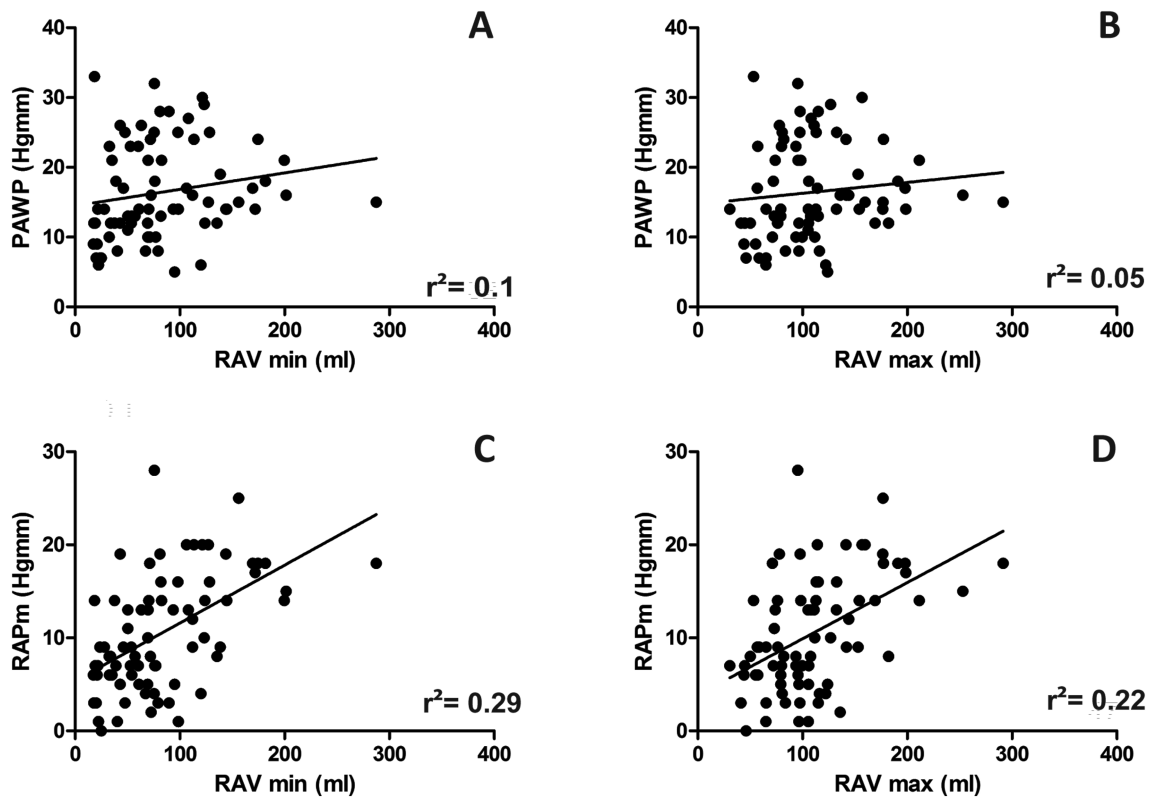 A
PAWP (Hgmm)
40
30
20
10
0
r²= 0.1
0 100 200 300 400
RAV min (ml)
B
PAWP (Hgmm)
40
30
20
10
0
r²= 0.05
0 100 200 300 400
RAV max (ml)
C
RAPm (Hgmm)
30
20
10
0
r²= 0.29
0 100 200 300 400
RAV min (ml)
D
RAPm (Hgmm)
30
20
10
0
r²= 0.22
0 100 200 300 400
RAV max (ml)